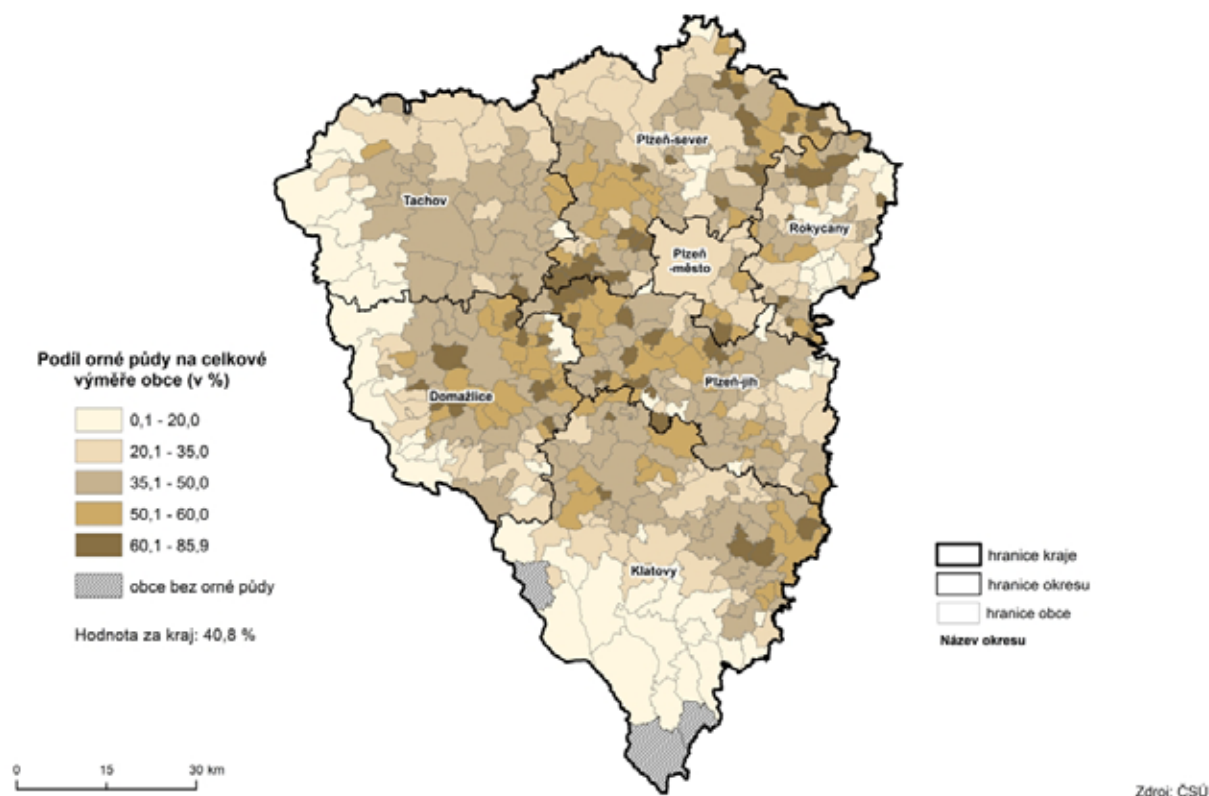 Plzeň-sever
Tachov
Rokycany
Plzeň
-město
Podíl orné půdy na celkové
výměře obce (v %)
0,1 - 20,0
20,1 - 35,0
35,1 - 50,0
50,1 - 60,0
60,1 - 85,9
obce bez orné půdy
Hodnota za kraj: 40,8 %
Domažlice
Plzeň-jih
Klatovy
hranice kraje
hranice okresu
hranice obce
Název okresu
0 15 30 km
Zdroj: ČSÚ